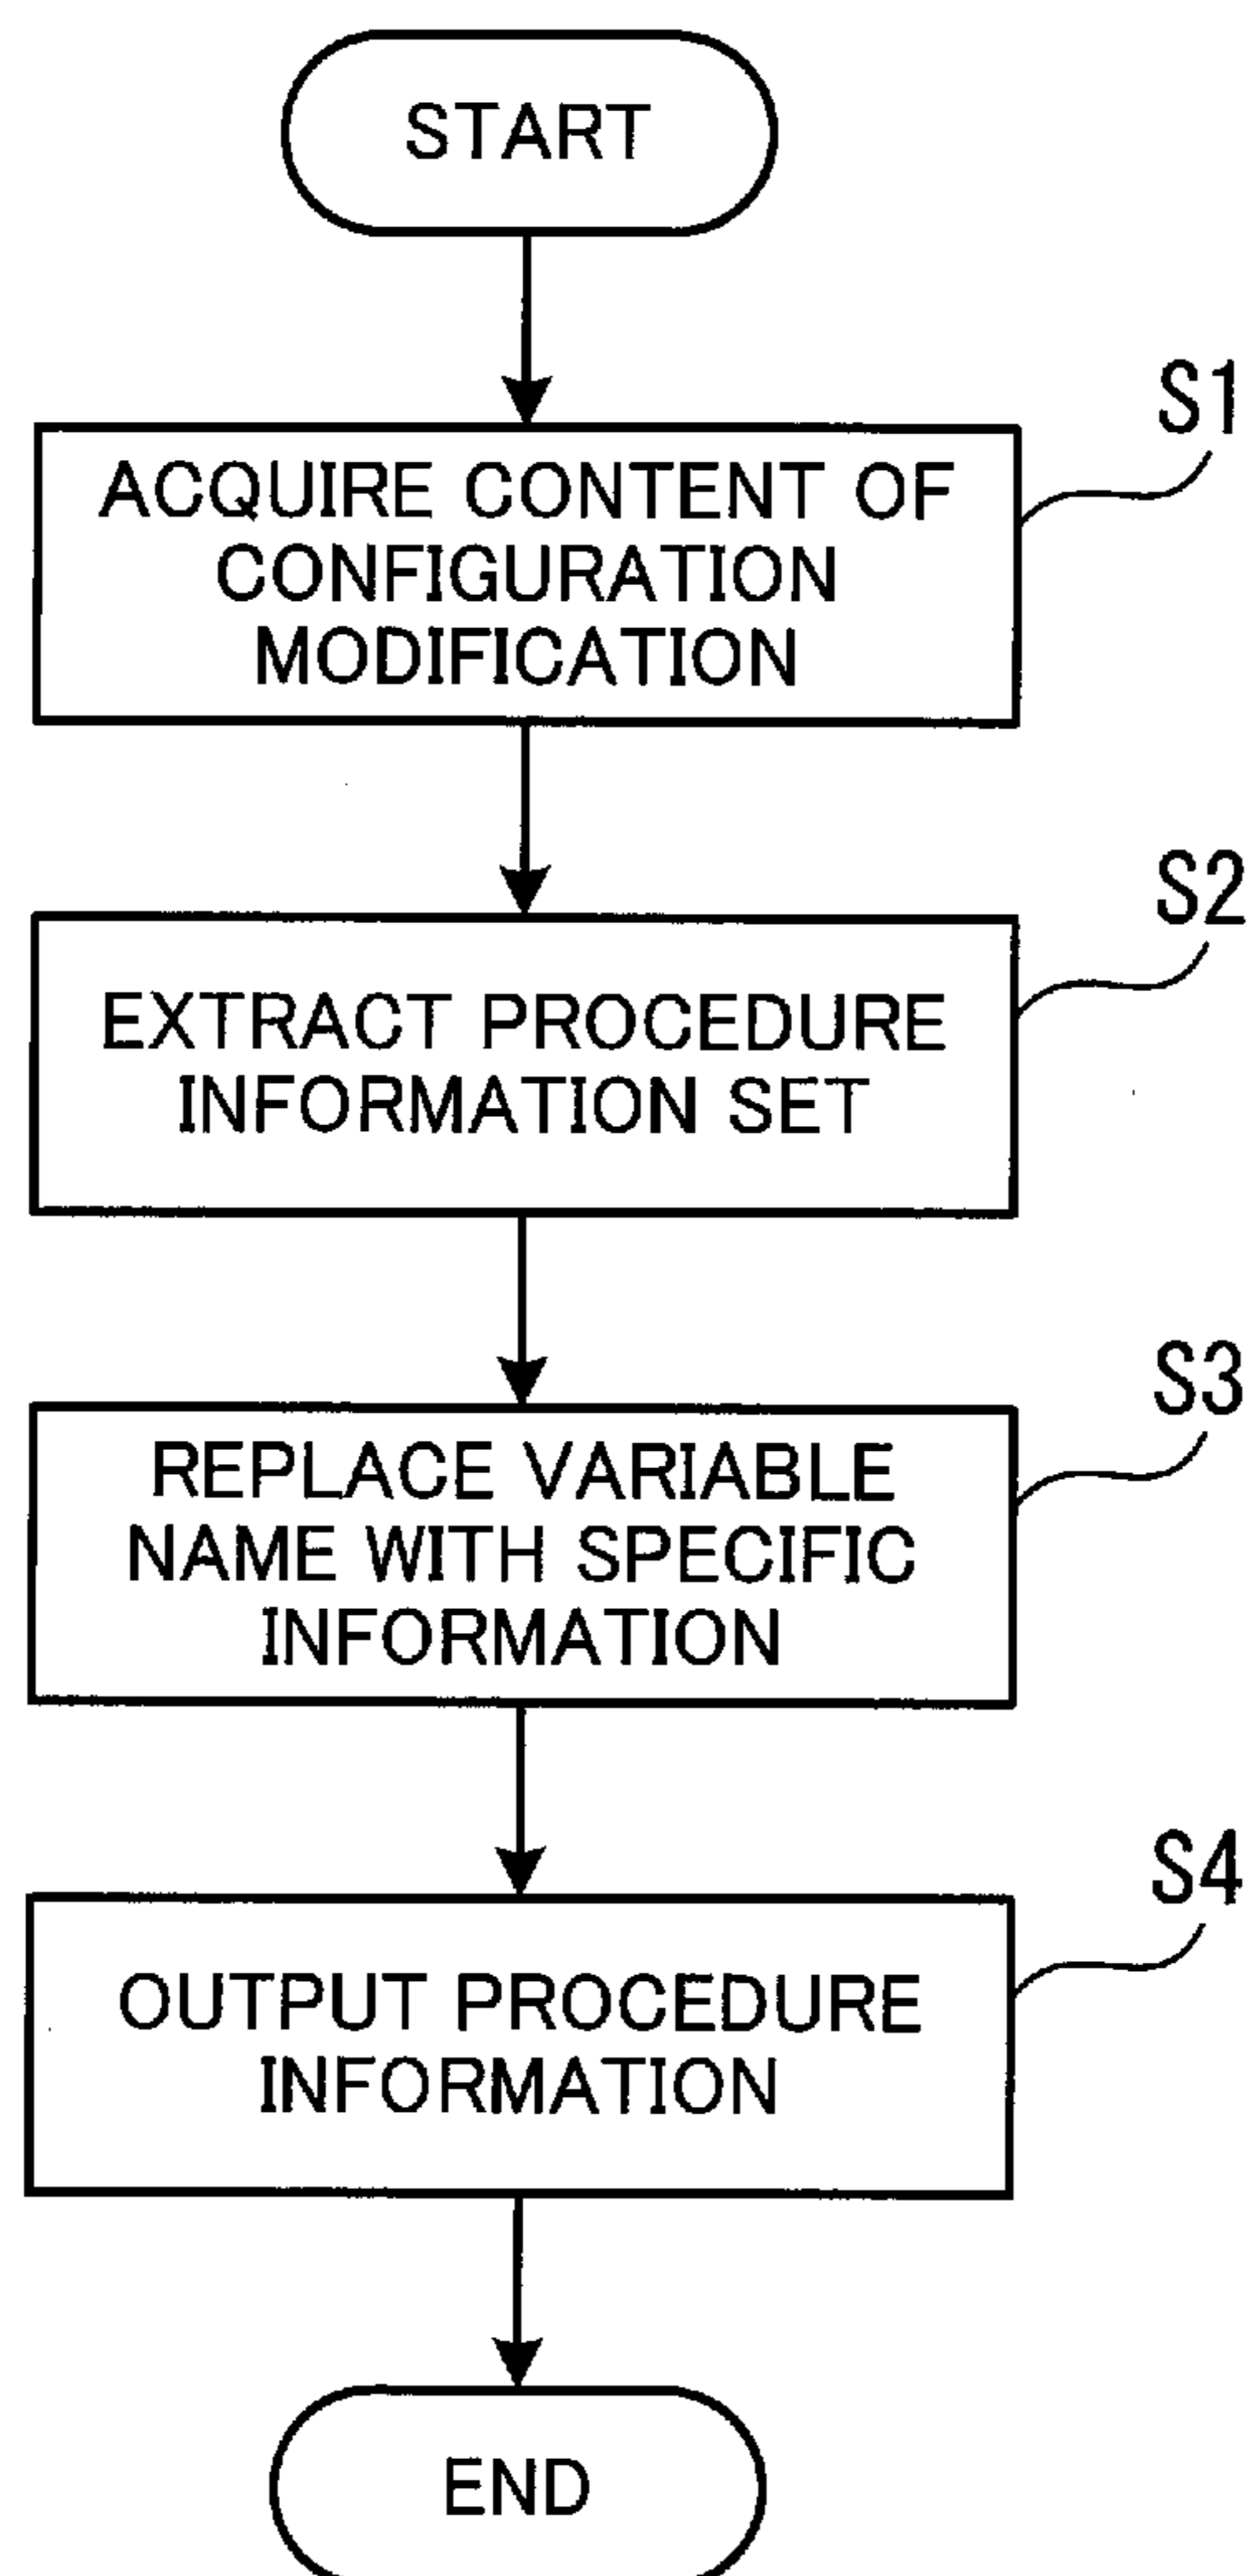 START
S1
ACQUIRE CONTENT OF
CONFIGURATION
MODIFICATION
S2
EXTRACT PROCEDURE
INFORMATION SET
S3
REPLACE VARIABLE
NAME WITH SPECIFIC
INFORMATION
S4
OUTPUT PROCEDURE
INFORMATION
END